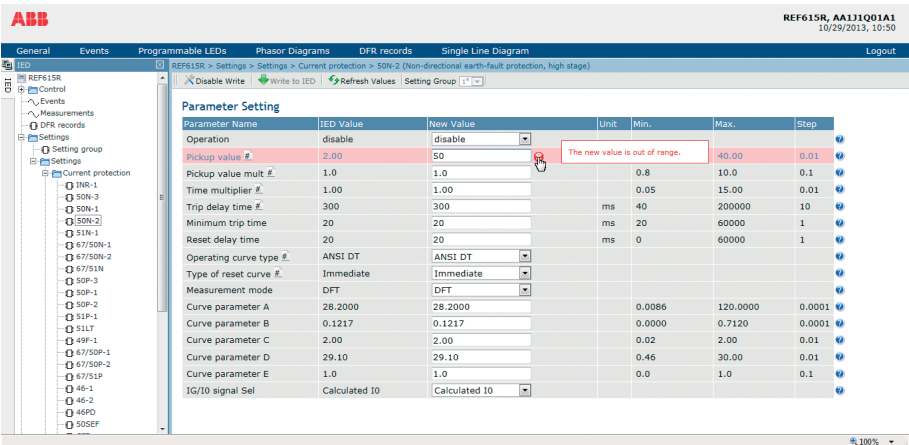 ABB
REF615R, AA1J1Q01A1
10/29/2013, 10:50
General Events Programmable LEDs Phasor Diagrams DFR records Single Line Diagram Logout
IED
REF615R > Settings > Settings > Current protection > 50N-2 (Non-directional earth-fault protection, high stage)
Disable Write Write to IED Refresh Values Setting Group 1*
IED
REF615R
Control
Events
Measurements
DFR records
Settings
Setting group
Settings
Current protection
INR-1
50N-3
50N-1
50N-2
51N-1
67/50N-1
67/50N-2
67/51N
50P-3
50P-1
50P-2
51P-1
51LT
49F-1
67/50P-1
67/50P-2
67/51P
46-1
46-2
46PD
50SEF
Parameter Setting
Parameter Name IED Value New Value Unit Min. Max. Step
Operation disable disable
Pickup value # 2.00 50 40.00 0.01
The new value is out of range.
Pickup value mult # 1.0 1.0 0.8 10.0 0.1
Time multiplier # 1.00 1.00 0.05 15.00 0.01
Trip delay time # 300 300 ms 40 200000 10
Minimum trip time 20 20 ms 20 60000 1
Reset delay time 20 20 ms 0 60000 1
Operating curve type # ANSI DT ANSI DT
Type of reset curve # Immediate Immediate
Measurement mode DFT DFT
Curve parameter A 28.2000 28.2000 0.0086 120.0000 0.0001
Curve parameter B 0.1217 0.1217 0.0000 0.7120 0.0001
Curve parameter C 2.00 2.00 0.02 2.00 0.01
Curve parameter D 29.10 29.10 0.46 30.00 0.01
Curve parameter E 1.0 1.0 0.0 1.0 0.1
IG/I0 signal Sel Calculated I0 Calculated I0
100%